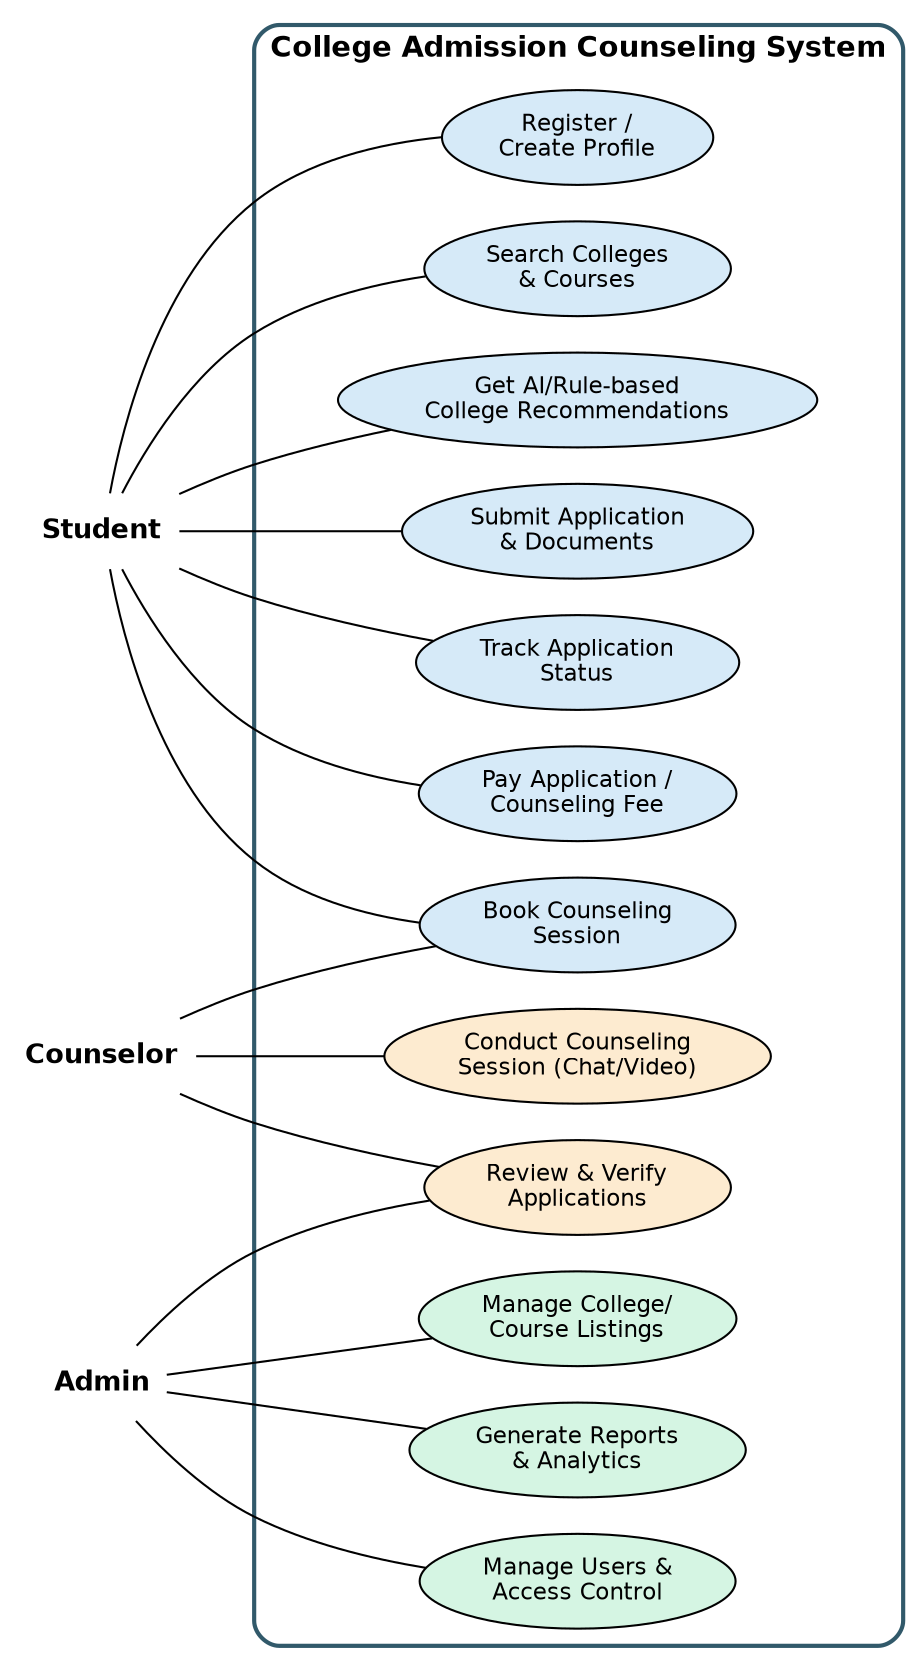 College Admission Counseling System
Register /
Create Profile
Search Colleges
& Courses
Get AI/Rule-based
College Recommendations
Student
Submit Application
& Documents
Track Application
Status
Pay Application /
Counseling Fee
Book Counseling
Session
Counselor
Conduct Counseling
Session (Chat/Video)
Review & Verify
Applications
Manage College/
Course Listings
Admin
Generate Reports
& Analytics
Manage Users &
Access Control